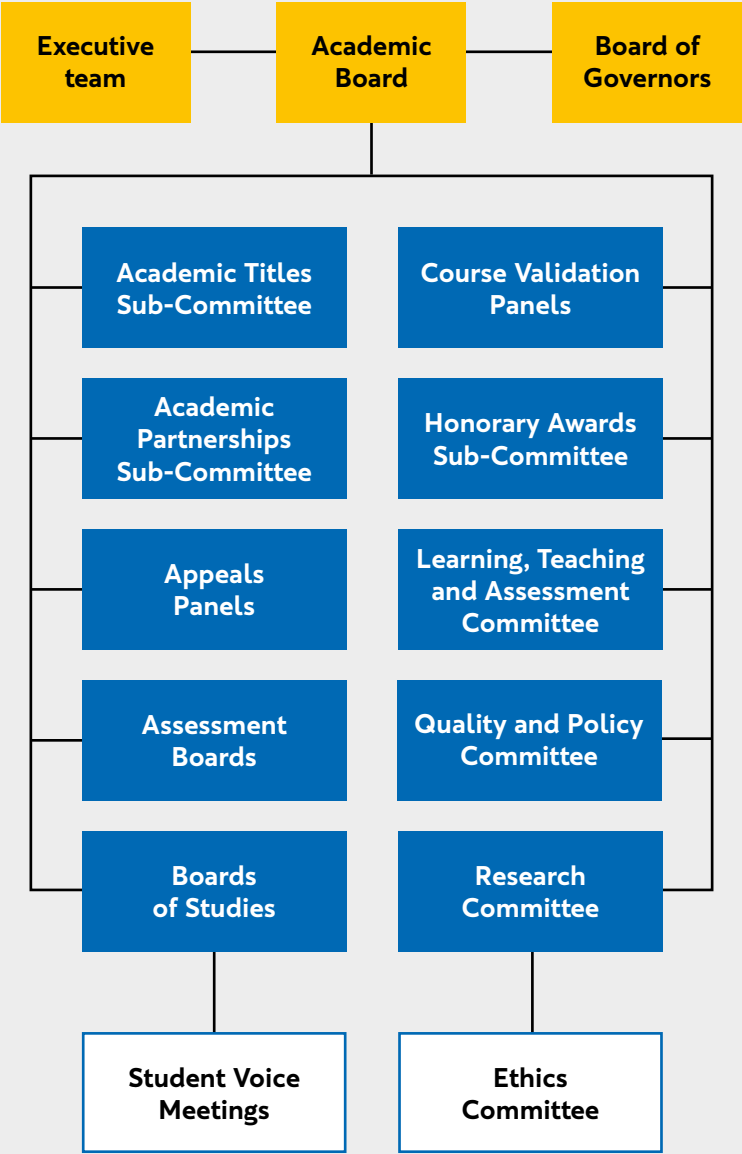 Executive
team
Academic
Board
Board of
Governors
Academic Titles
Sub-Committee
Course Validation
Panels
Academic
Partnerships
Sub-Committee
Honorary Awards
Sub-Committee
Appeals
Panels
Learning, Teaching
and Assessment
Committee
Assessment
Boards
Quality and Policy
Committee
Boards
of Studies
Research
Committee
Student Voice
Meetings
Ethics
Committee